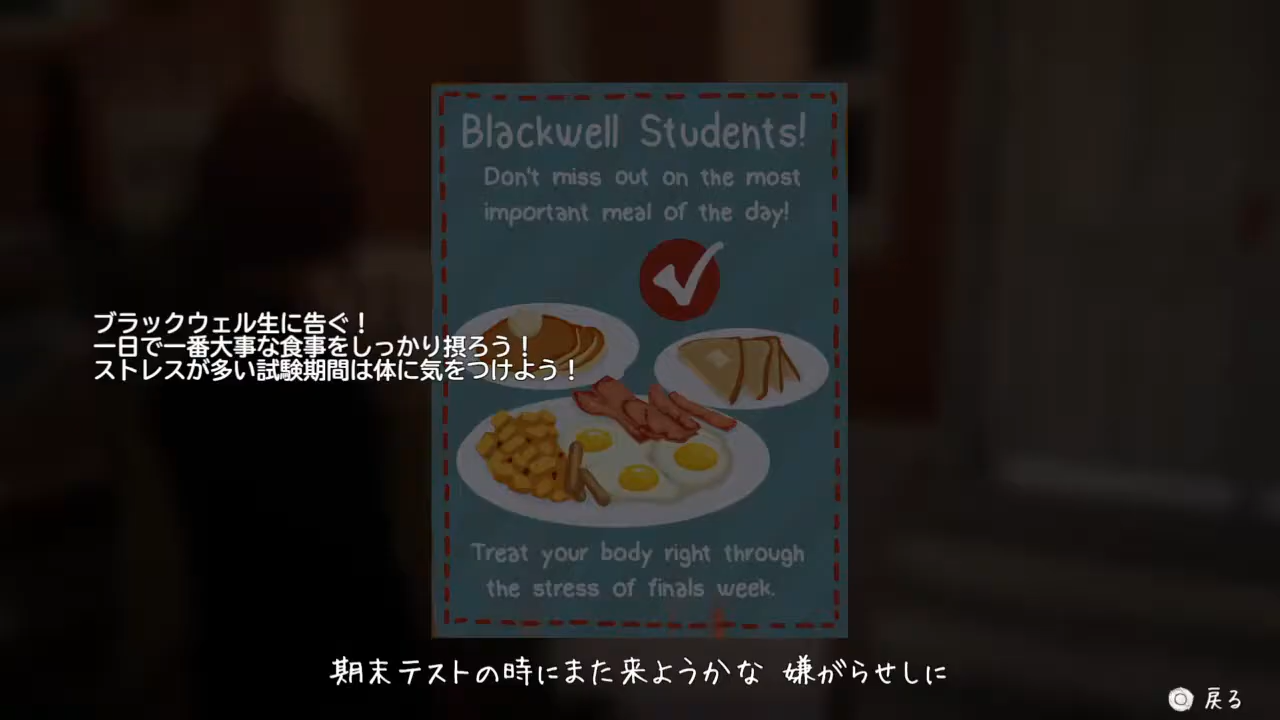 Blackwell Students!
Don't miss out on the most
important meal of the day!
ブラックウェル生に告ぐ！
一日で一番大事な食事をしっかり摂ろう！
ストレスが多い試験期間は体に気をつけよう！
Treat your body right through
the stress of finals week.
期末テストの時にまた来ようかな 嫌がらせしに
戻る